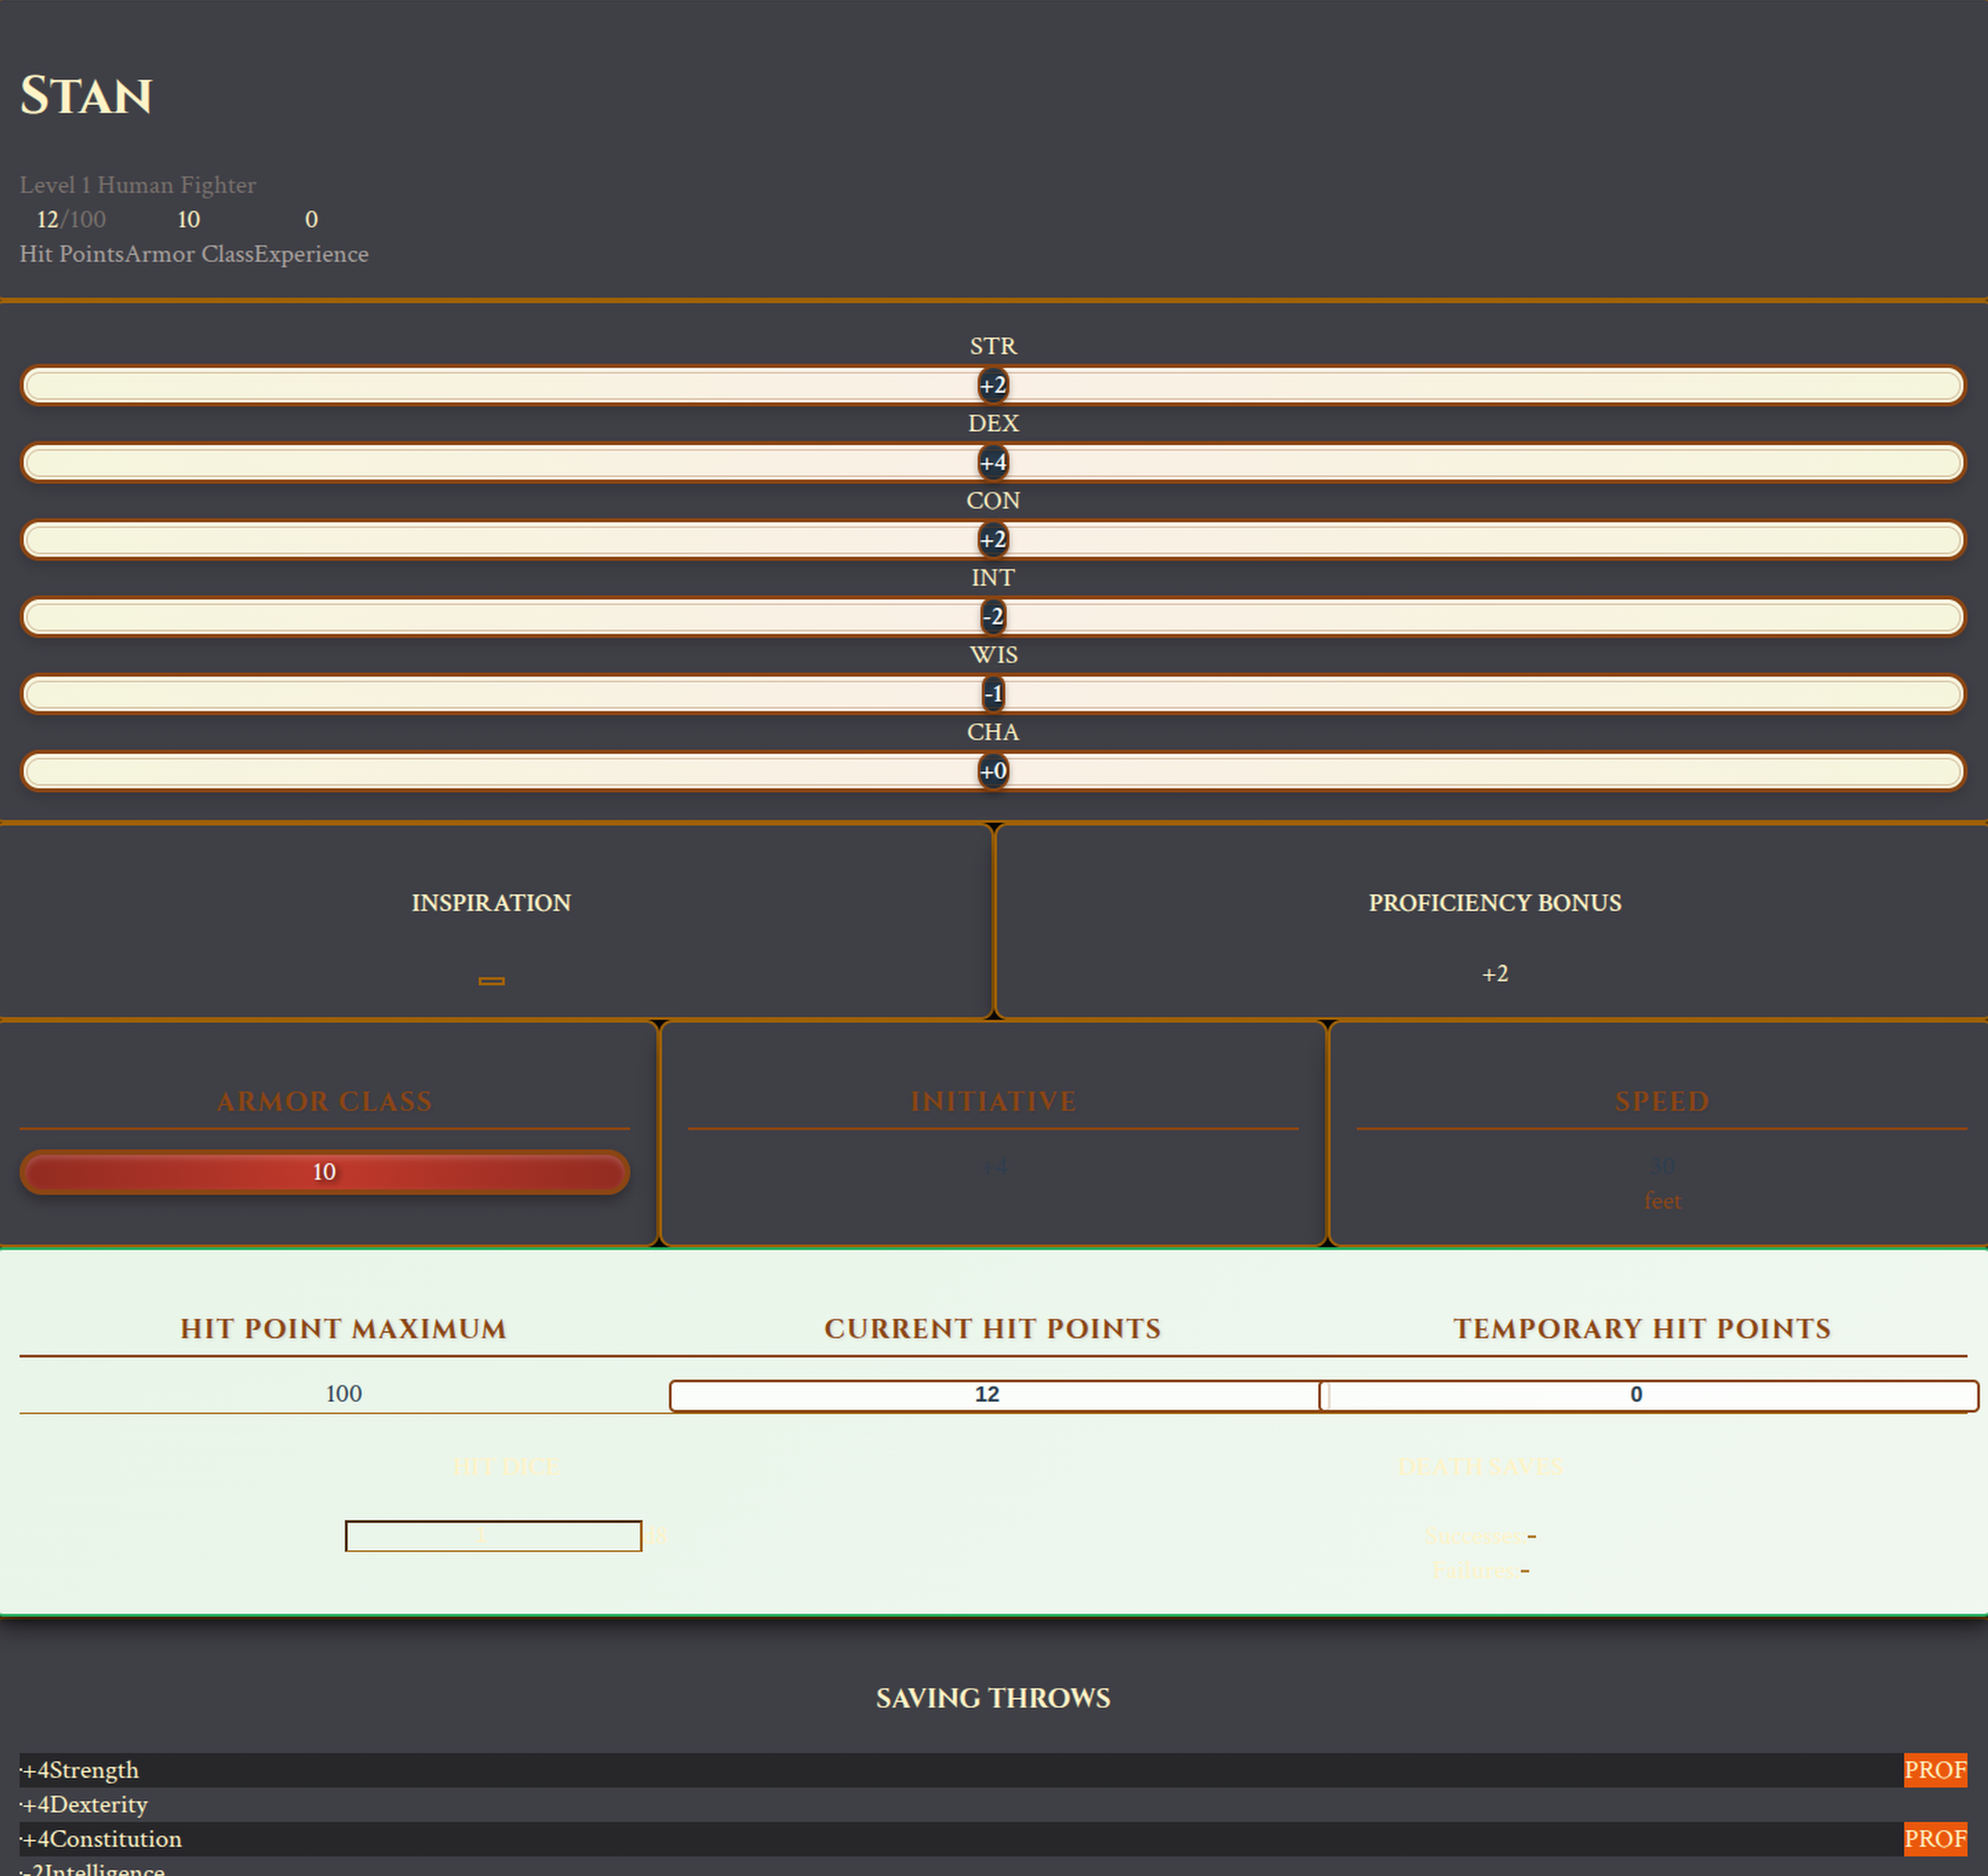 Stan
Level 1 Human Fighter
12/100 10 0
Hit PointsArmor ClassExperience
STR
+2
DEX
+4
CON
+2
INT
-2
WIS
-1
CHA
+0
INSPIRATION PROFICIENCY BONUS
+2
ARMOR CLASS INITIATIVE SPEED
10 +4 30
feet
HIT POINT MAXIMUM CURRENT HIT POINTS TEMPORARY HIT POINTS
100 12 0
HIT DICE DEATH SAVES
Successes:
Failures:
SAVING THROWS
+4Strength PROF
+4Dexterity
+4Constitution PROF
-2Intelligence